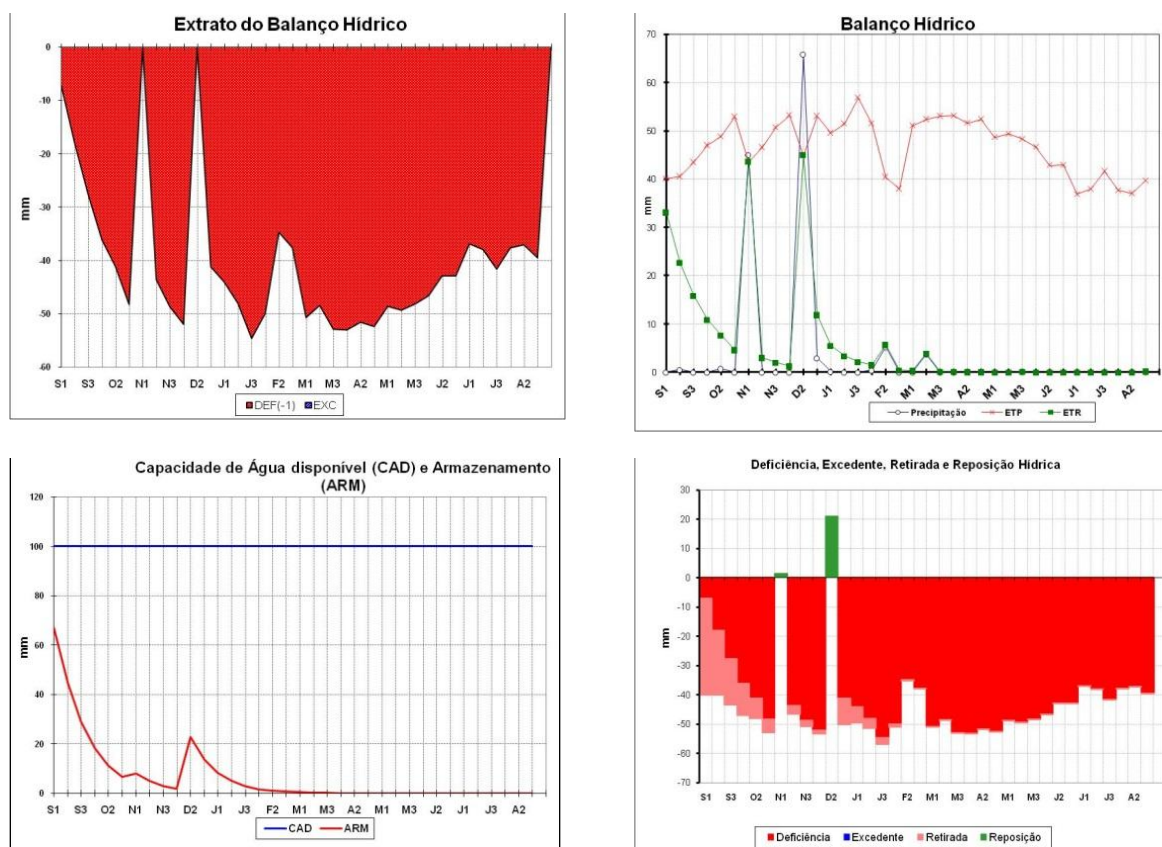 Extrato do Balanço Hídrico
0
-10
-20
-30
-40
-50
-60
mm
S1 S3 O2 N1 N3 D2 J1 J3 F2 M1 M3 A2 M1 M3 J2 J1 J3 A2
DEF(-1) EXC
Balanço Hídrico
70
60
50
40
30
20
10
0
mm
S1 S3 O2 N1 N3 D2 J1 J3 F2 M1 M3 A2 M1 M3 J2 J1 J3 A2
Precipitação ETP ETR
Capacidade de Água disponível (CAD) e Armazenamento
(ARM)
120
100
80
60
40
20
0
mm
S1 S3 O2 N1 N3 D2 J1 J3 F2 M1 M3 A2 M1 M3 J2 J1 J3 A2
CAD ARM
Deficiência, Excedente, Retirada e Reposição Hídrica
30
20
10
0
-10
-20
-30
-40
-50
-60
-70
mm
S1 S3 O2 N1 N3 D2 J1 J3 F2 M1 M3 A2 M1 M3 J2 J1 J3 A2
Deficiência Excedente Retirada Reposição